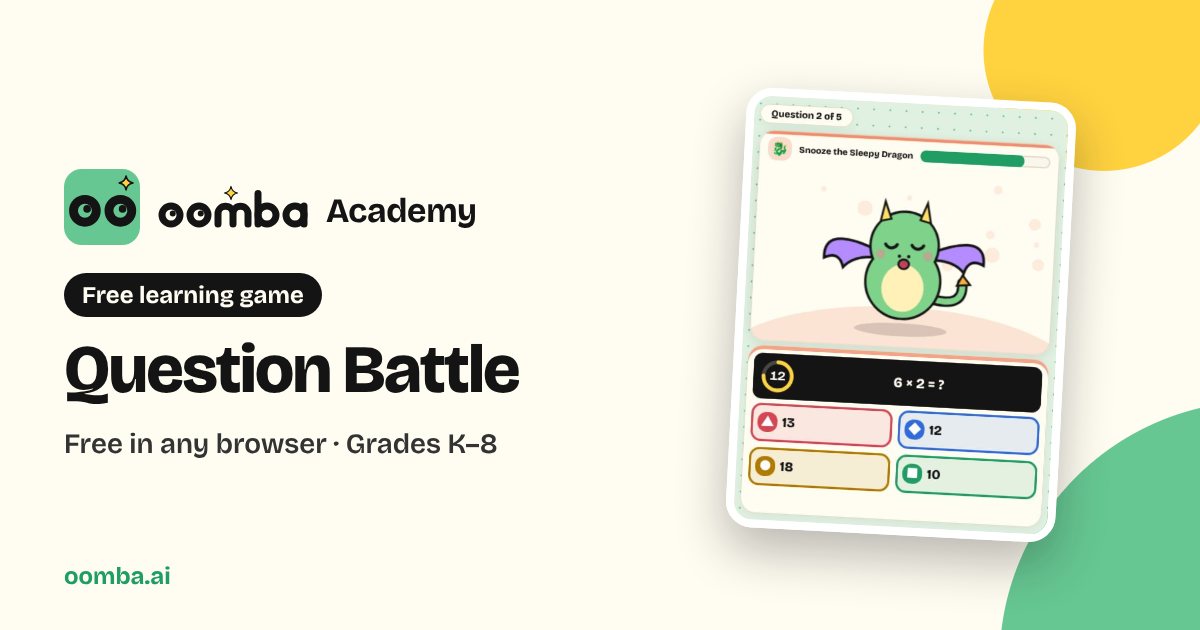 oomba Academy
Free learning game
Question Battle
Free in any browser · Grades K–8
oomba.ai
Question 2 of 5
Snooze the Sleepy Dragon
12
6 × 2 = ?
13
12
18
10